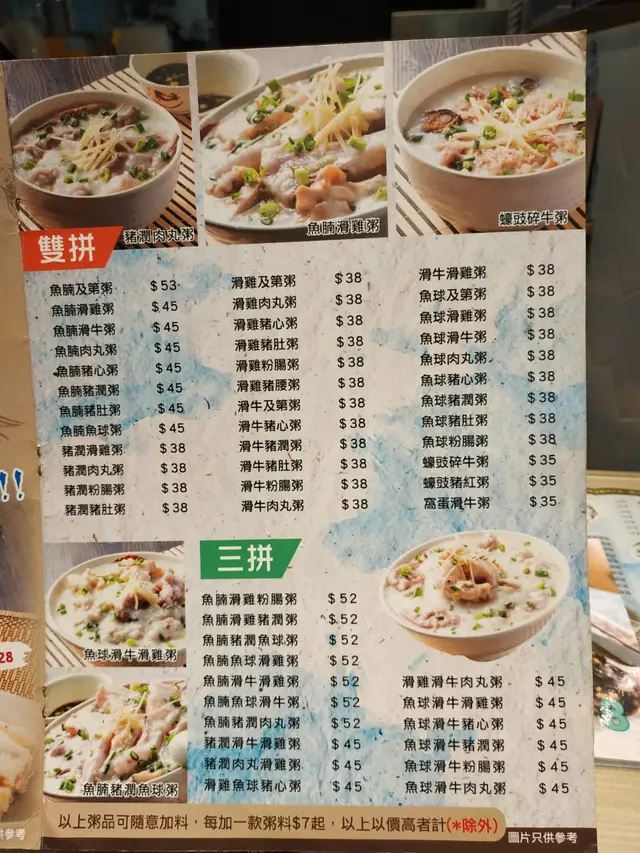 豬潤肉丸粥
魚腩滑雞粥
蠔豉碎牛粥
雙拼
魚腩及第粥 $53
魚腩滑雞粥 $45
魚腩滑牛粥 $45
魚腩肉丸粥 $45
魚腩豬心粥 $45
魚腩豬潤粥 $45
魚腩豬肚粥 $45
魚腩魚球粥 $45
豬潤滑雞粥 $38
豬潤肉丸粥 $38
豬潤粉腸粥 $38
豬潤豬肚粥 $38
滑雞及第粥 $38
滑雞肉丸粥 $38
滑雞豬心粥 $38
滑雞豬肚粥 $38
滑雞粉腸粥 $38
滑雞豬腰粥 $38
滑牛及第粥 $38
滑牛豬心粥 $38
滑牛豬潤粥 $38
滑牛豬肚粥 $38
滑牛粉腸粥 $38
滑牛肉丸粥 $38
滑牛滑雞粥 $38
魚球及第粥 $38
魚球滑雞粥 $38
魚球滑牛粥 $38
魚球肉丸粥 $38
魚球豬心粥 $38
魚球豬潤粥 $38
魚球豬肚粥 $38
魚球粉腸粥 $38
蠔豉碎牛粥 $35
蠔豉豬紅粥 $35
窩蛋滑牛粥 $35
!!
28
魚球滑牛滑雞粥
魚腩豬潤魚球粥
三拼
魚腩滑雞粉腸粥 $52
魚腩滑雞豬潤粥 $52
魚腩豬潤魚球粥 $52
魚腩魚球滑雞粥 $52
魚腩滑牛滑雞粥 $52
魚腩魚球滑牛粥 $52
魚腩豬潤肉丸粥 $52
豬潤滑牛滑雞粥 $45
豬潤肉丸滑雞粥 $45
滑雞魚球豬心粥 $45
滑雞滑牛肉丸粥 $45
魚球滑牛滑雞粥 $45
魚球滑牛豬心粥 $45
魚球滑牛豬潤粥 $45
魚球滑牛粉腸粥 $45
魚球滑牛肉丸粥 $45
以上粥品可隨意加料，每加一款粥料$7起，以上以價高者計(*除外)
圖片只供參考
供參考